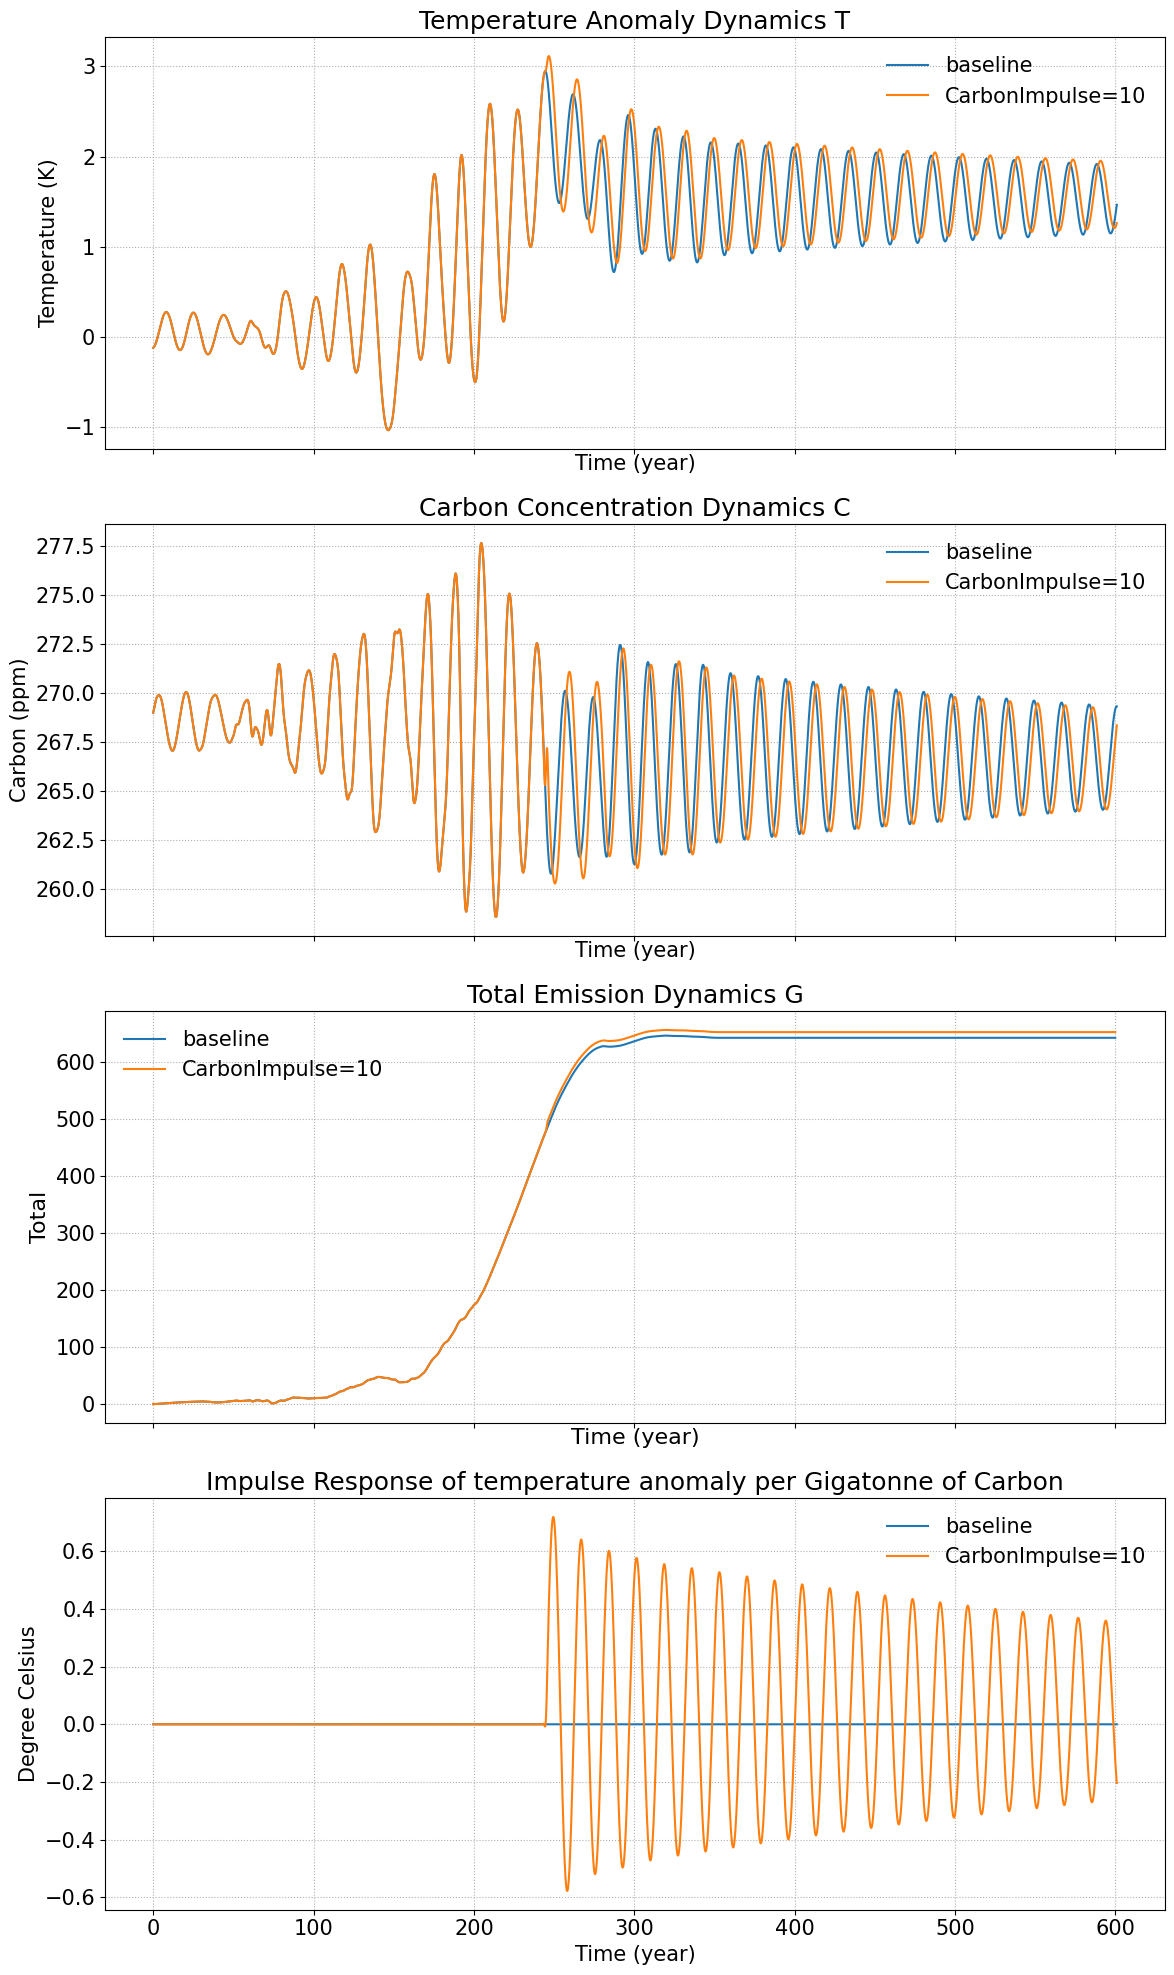 Temperature Anomaly Dynamics T
baseline
CarbonImpulse=10
3
2
1
0
−1
Temperature (K)
Time (year)
Carbon Concentration Dynamics C
baseline
CarbonImpulse=10
277.5
275.0
272.5
270.0
267.5
265.0
262.5
260.0
Carbon (ppm)
Time (year)
Total Emission Dynamics G
baseline
CarbonImpulse=10
600
500
400
300
200
100
0
Total
Time (year)
Impulse Response of temperature anomaly per Gigatonne of Carbon
baseline
CarbonImpulse=10
0.6
0.4
0.2
0.0
−0.2
−0.4
−0.6
Degree Celsius
0 100 200 300 400 500 600
Time (year)